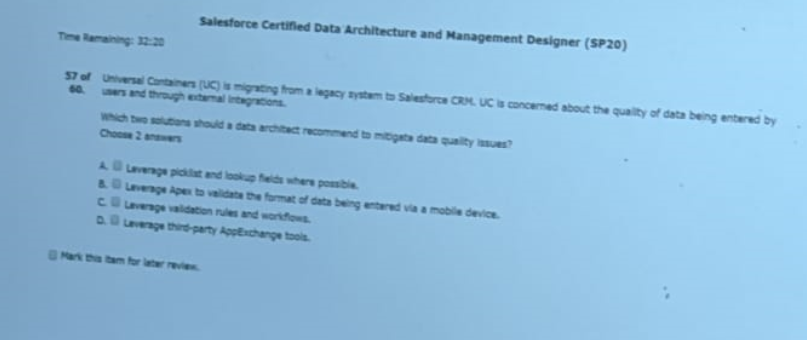 Salesforce Certified Data Architecture and Management Designer (SP20)
Time Remaining: 32:20
57 of 60. Universal Containers (UC) is migrating from a legacy system to Salesforce CRM. UC is concerned about the quality of data being entered by
users and through external integrations.
Which two solutions should a data architect recommend to mitigate data quality issues?
Choose 2 answers
A. Leverage picklist and lookup fields where possible.
B. Leverage Apex to validate the format of data being entered via a mobile device.
C. Leverage validation rules and workflows.
D. Leverage third-party AppExchange tools.
Mark this item for later review.